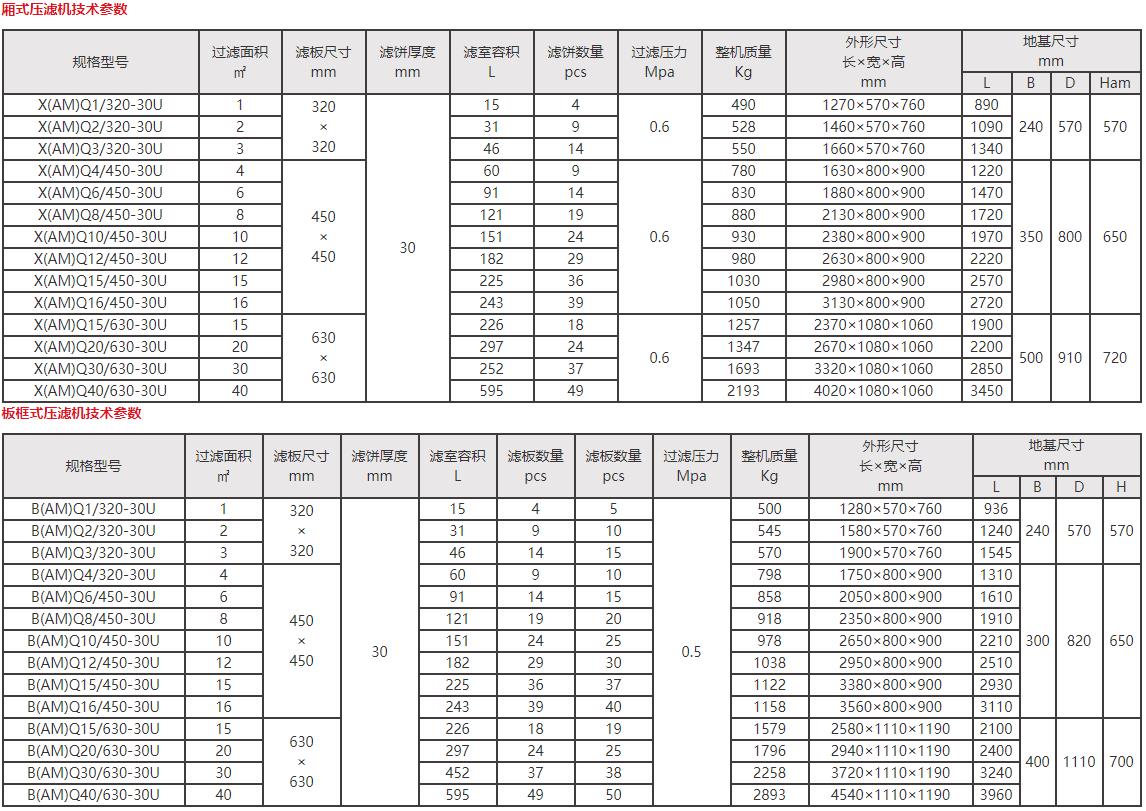 厢式压滤机技术参数
规格型号 过滤面积 ㎡ 滤板尺寸 mm 滤饼厚度 mm 滤室容积 L 滤饼数量 pcs 过滤压力 Mpa 整机质量 Kg 外形尺寸 长×宽×高 mm 地基尺寸 mm
L B D Ham
X(AM)Q1/320-30U 1 320 × 320 30 15 4 0.6 490 1270×570×760 890 240 570 570
X(AM)Q2/320-30U 2 31 9 528 1460×570×760 1090
X(AM)Q3/320-30U 3 46 14 550 1660×570×760 1340
X(AM)Q4/450-30U 4 450 × 450 60 9 0.6 780 1630×800×900 1220 350 800 650
X(AM)Q6/450-30U 6 91 14 830 1880×800×900 1470
X(AM)Q8/450-30U 8 121 19 880 2130×800×900 1720
X(AM)Q10/450-30U 10 151 24 930 2380×800×900 1970
X(AM)Q12/450-30U 12 182 29 980 2630×800×900 2220
X(AM)Q15/450-30U 15 225 36 1030 2980×800×900 2570
X(AM)Q16/450-30U 16 243 39 1050 3130×800×900 2720
X(AM)Q15/630-30U 15 630 × 630 226 18 0.6 1257 2370×1080×1060 1900 500 910 720
X(AM)Q20/630-30U 20 297 24 1347 2670×1080×1060 2200
X(AM)Q30/630-30U 30 252 37 1693 3320×1080×1060 2850
X(AM)Q40/630-30U 40 595 49 2193 4020×1080×1060 3450
板框式压滤机技术参数
规格型号 过滤面积 ㎡ 滤板尺寸 mm 滤饼厚度 mm 滤室容积 L 滤板数量 pcs 滤板数量 pcs 过滤压力 Mpa 整机质量 Kg 外形尺寸 长×宽×高 mm 地基尺寸 mm
L B D H
B(AM)Q1/320-30U 1 320 × 320 30 15 4 5 0.5 500 1280×570×760 936 240 570 570
B(AM)Q2/320-30U 2 31 9 10 545 1580×570×760 1240
B(AM)Q3/320-30U 3 46 14 15 570 1900×570×760 1545
B(AM)Q4/320-30U 4 450 × 450 60 9 10 798 1750×800×900 1310 300 820 650
B(AM)Q6/450-30U 6 91 14 15 858 2050×800×900 1610
B(AM)Q8/450-30U 8 121 19 20 918 2350×800×900 1910
B(AM)Q10/450-30U 10 151 24 25 978 2650×800×900 2210
B(AM)Q12/450-30U 12 182 29 30 1038 2950×800×900 2510
B(AM)Q15/450-30U 15 225 36 37 1122 3380×800×900 2930
B(AM)Q16/450-30U 16 243 39 40 1158 3560×800×900 3110
B(AM)Q15/630-30U 15 630 × 630 226 18 19 1579 2580×1110×1190 2100 400 1110 700
B(AM)Q20/630-30U 20 297 24 25 1796 2940×1110×1190 2400
B(AM)Q30/630-30U 30 452 37 38 2258 3720×1110×1190 3240
B(AM)Q40/630-30U 40 595 49 50 2893 4540×1110×1190 3960